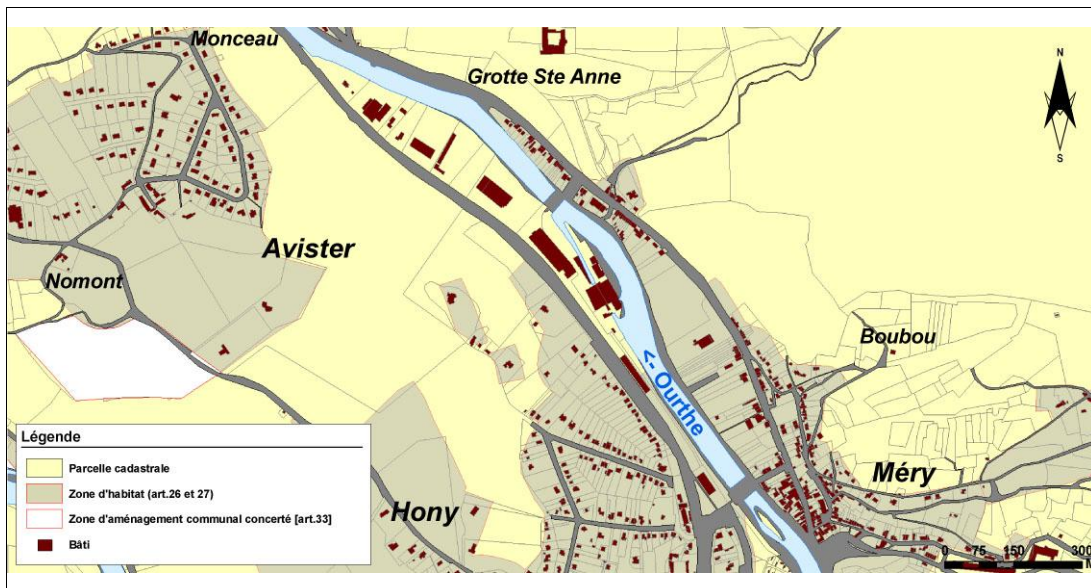 Monceau
Grotte Ste Anne
N
S
Avister
Nomont
Boubou
<- Ourthe
Méry
Hony
Légende
Parcelle cadastrale
Zone d'habitat (art.26 et 27)
Zone d'aménagement communal concerté [art.33]
Bâti
0 75 150 300